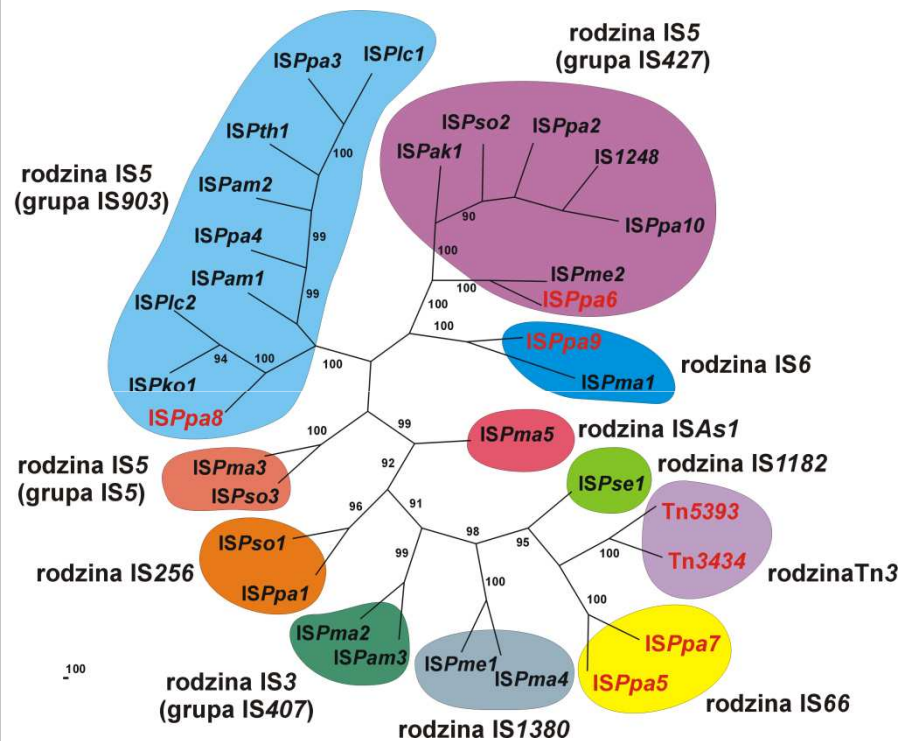 rodzina IS5
(grupa IS427)
ISPpa3
ISPlc1
ISPth1
100
rodzina IS5
(grupa IS903)
ISPam2
99
ISPpa4
ISPam1
99
ISPlc2
94
100
100
ISPko1
ISPpa8
ISPso2
ISPpa2
ISPak1
IS1248
90
ISPpa10
100
ISPme2
100
ISPpa6
100
100
ISPpa9
ISPma1
rodzina IS6
99
ISPma5
rodzina ISAs1
100
rodzina IS5
(grupa IS5)
ISPma3
ISPso3
92
rodzina IS1182
ISPse1
96
91
98
95
Tn5393
100
Tn3434
rodzinaTn3
rodzina IS256
ISPso1
ISPpa1
99
100
100
ISPma2
ISPam3
ISPme1
ISPma4
ISPpa7
ISPpa5
100
rodzina IS3
(grupa IS407)
rodzina IS1380
rodzina IS66